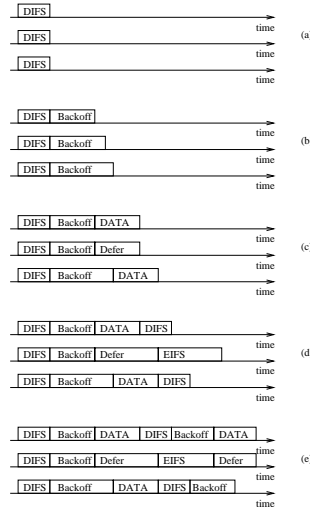 DIFS
time
DIFS
time
(a)
DIFS
time
DIFS Backoff
time
DIFS Backoff
time
(b
DIFS Backoff
time
DIFS Backoff DATA
time
DIFS Backoff Defer
time
(c)
DIFS Backoff DATA
time
DIFS Backoff DATA DIFS
time
DIFS Backoff Defer EIFS
time
(d
DIFS Backoff DATA DIFS
time
DIFS Backoff DATA DIFS Backoff DATA
time
DIFS Backoff Defer EIFS Defer
time
(e)
DIFS Backoff DATA DIFS Backoff
time